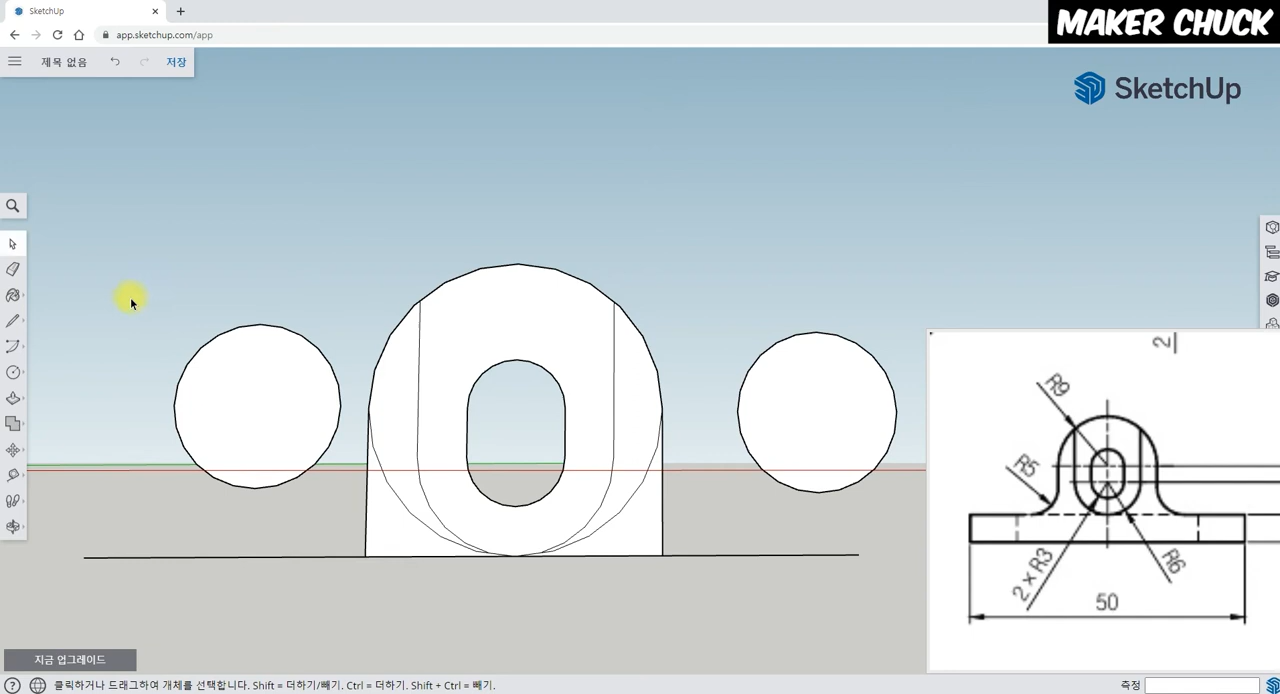 SketchUp
MAKER CHUCK
app.sketchup.com/app
제목 없음
저장
SketchUp
2
R9
R5
2×R3
R6
50
지금 업그레이드
클릭하거나 드래그하여 개체를 선택합니다. Shift = 더하기/빼기. Ctrl = 더하기. Shift + Ctrl = 빼기.
측정